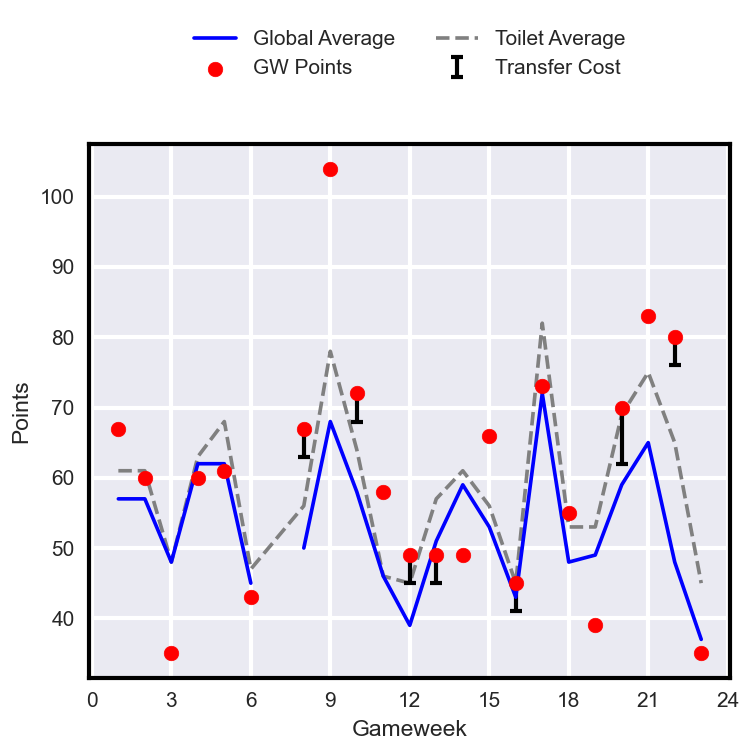 Global Average
Toilet Average
GW Points
Transfer Cost
100
90
80
70
60
50
40
Points
0 3 6 9 12 15 18 21 24
Gameweek